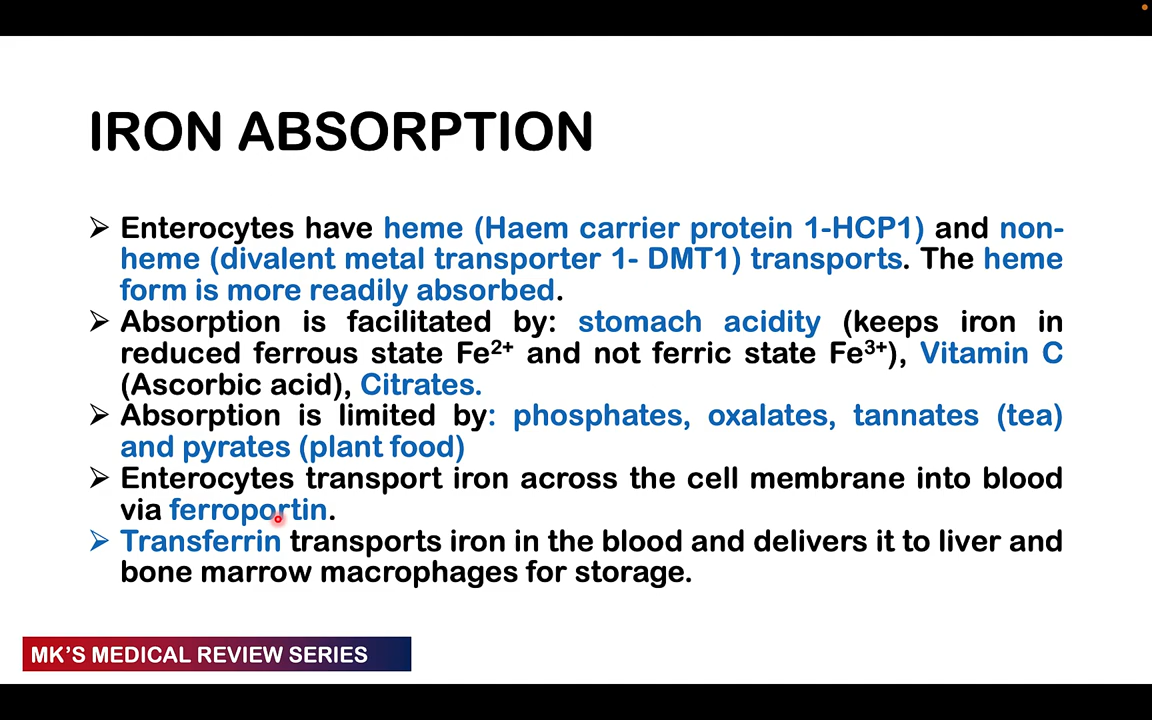 IRON ABSORPTION
➢ Enterocytes have heme (Haem carrier protein 1-HCP1) and non-
heme (divalent metal transporter 1- DMT1) transports. The heme
form is more readily absorbed.
➢ Absorption is facilitated by: stomach acidity (keeps iron in
reduced ferrous state Fe²⁺ and not ferric state Fe³⁺), Vitamin C
(Ascorbic acid), Citrates.
➢ Absorption is limited by: phosphates, oxalates, tannates (tea)
and pyrates (plant food)
➢ Enterocytes transport iron across the cell membrane into blood
via ferroportin.
➢ Transferrin transports iron in the blood and delivers it to liver and
bone marrow macrophages for storage.
MK'S MEDICAL REVIEW SERIES